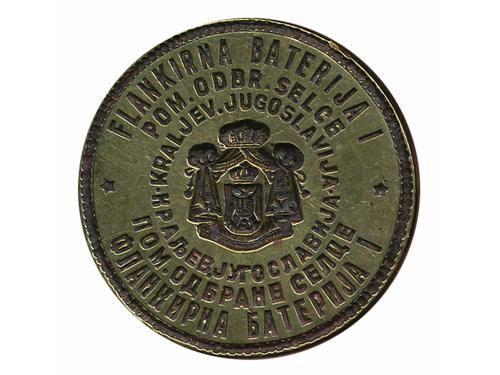 FLANKIRNA BATERIJA I
POM. ODBR. SELCE
KRALJEV. JUGOSLAVIJA
КРАЉЕВ. ЈУГОСЛАВИЈА
ПОМ. ОДБРАНЕ СЕЛЦЕ
ФЛАНКИРНА БАТЕРИЈА I